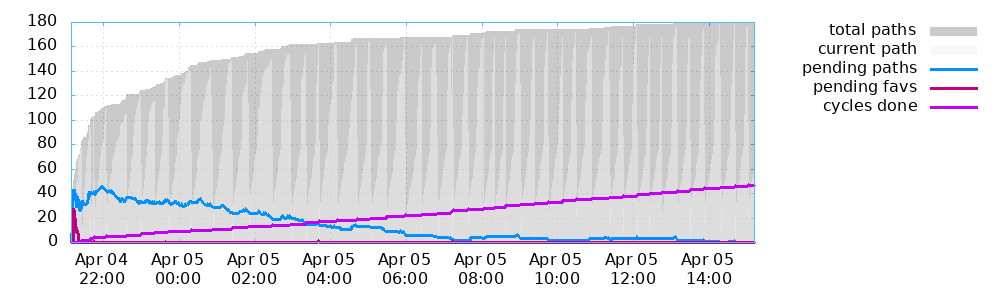 180
160
140
120
100
80
60
40
20
0
Apr 04 22:00
Apr 05 00:00
Apr 05 02:00
Apr 05 04:00
Apr 05 06:00
Apr 05 08:00
Apr 05 10:00
Apr 05 12:00
Apr 05 14:00
total paths
current path
pending paths
pending favs
cycles done